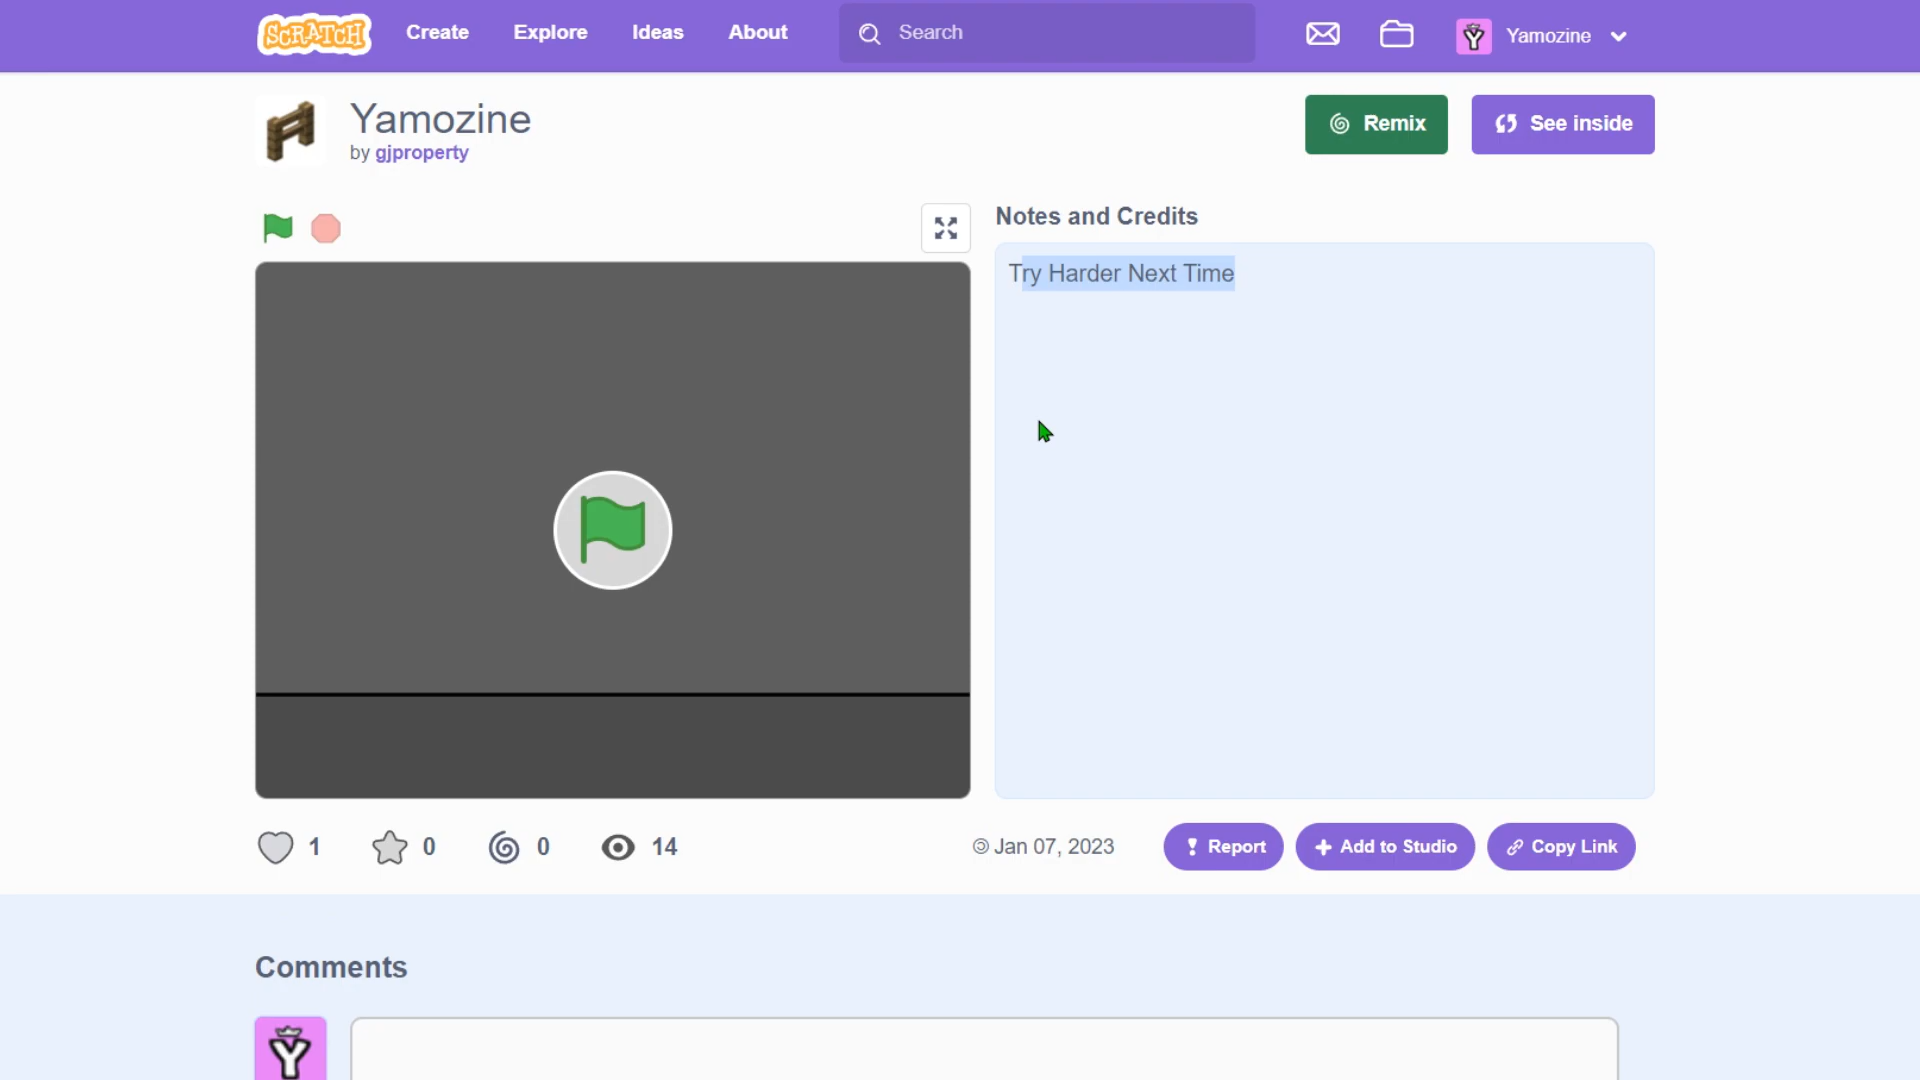 SCRATCH
Create
Explore
Ideas
About
Search
Y
Yamozine
Yamozine
by gjproperty
Remix
See inside
Notes and Credits
Try Harder Next Time
1
0
0
14
Jan 07, 2023
Report
Add to Studio
Copy Link
Comments
Y